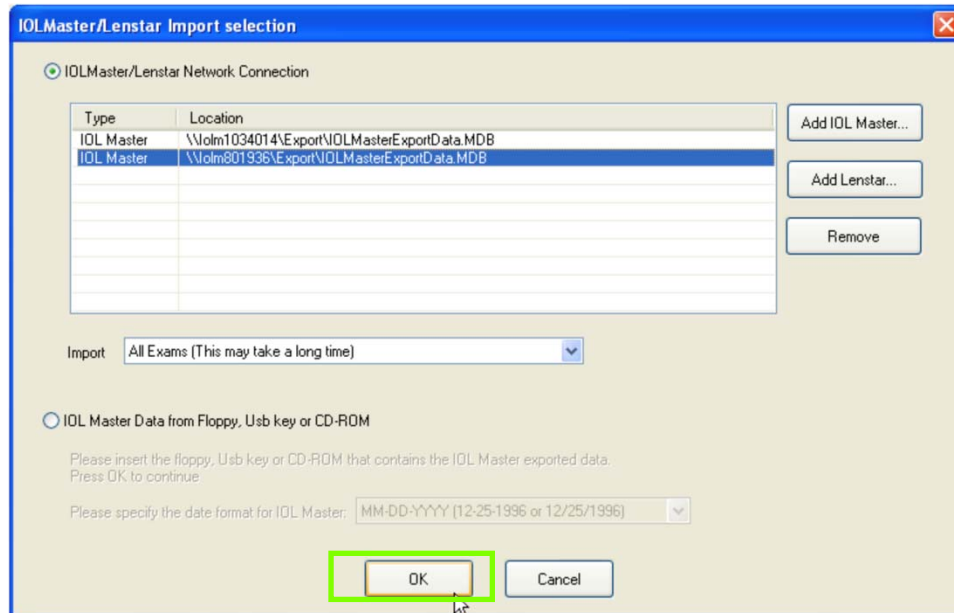 IOLMaster/Lenstar Import selection
IOLMaster/Lenstar Network Connection
Type Location
IOL Master \\Iolm1034014\Export\IOLMasterExportData.MDB
IOL Master \\Iolm801936\Export\IOLMasterExportData.MDB
Add IOL Master...
Add Lenstar...
Remove
Import All Exams (This may take a long time)
IOL Master Data from Floppy, Usb key or CD-ROM
Please insert the floppy, Usb key or CD-ROM that contains the IOL Master exported data.
Press OK to continue
Please specify the date format for IOL Master: MM-DD-YYYY (12-25-1996 or 12/25/1996)
OK Cancel